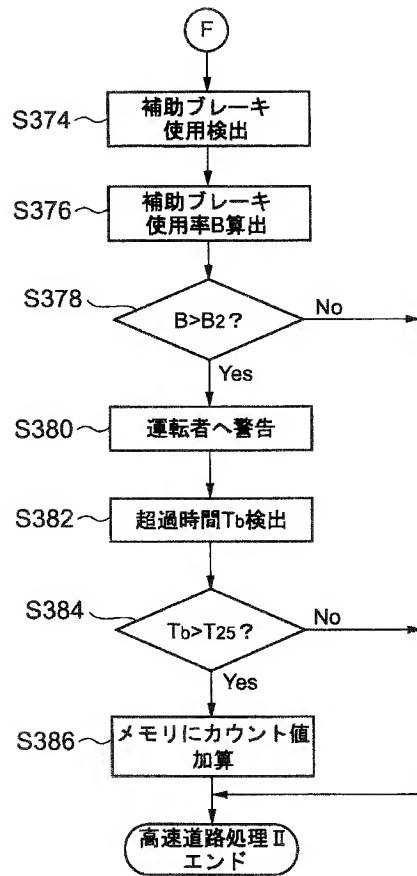 F
S374
補助ブレーキ
使用検出
S376
補助ブレーキ
使用率B算出
S378
B>B2?
No
Yes
S380
運転者へ警告
S382
超過時間Tb検出
S384
Tb>T25?
No
Yes
S386
メモリにカウント値
加算
高速道路処理Ⅱ
エンド